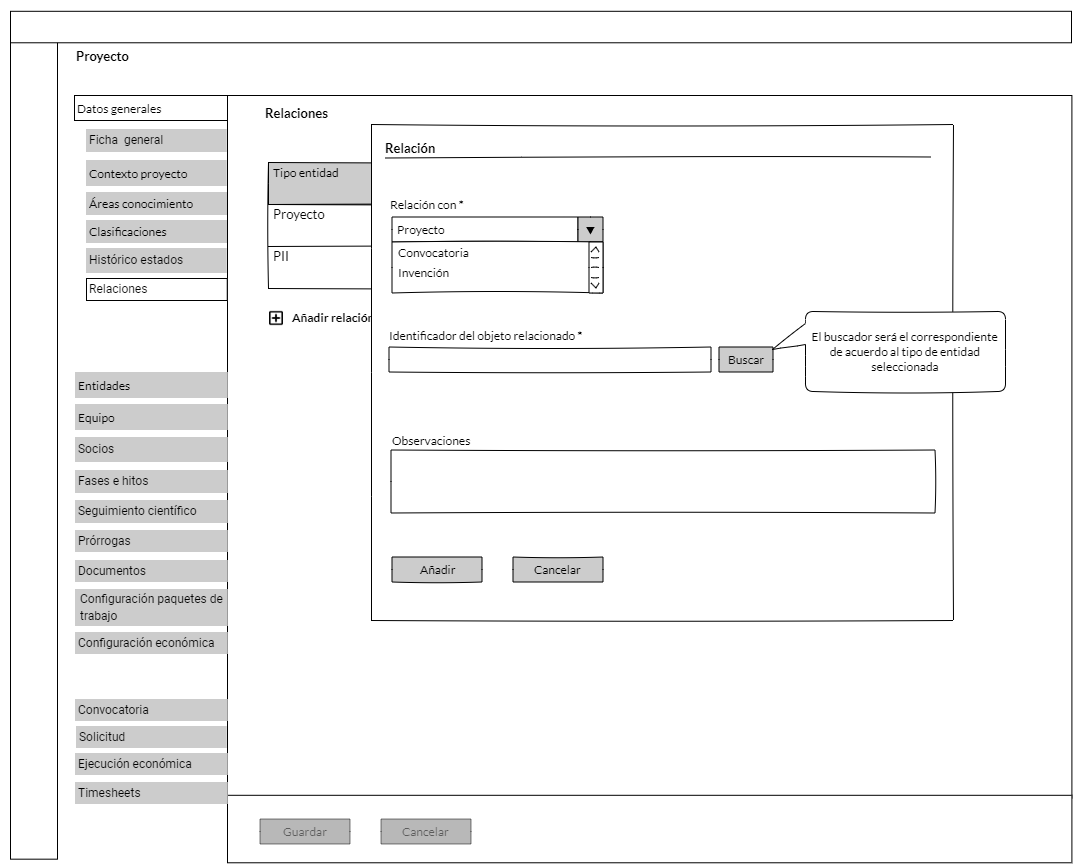 Proyecto
Datos generales
Ficha general
Contexto proyecto
Áreas conocimiento
Clasificaciones
Histórico estados
Relaciones
Entidades
Equipo
Socios
Fases e hitos
Seguimiento científico
Prórrogas
Documentos
Configuración paquetes de
trabajo
Configuración económica
Convocatoria
Solicitud
Ejecución económica
Timesheets
Relaciones
Tipo entidad
Proyecto
PII
Añadir relación
Relación
Relación con *
Proyecto
Convocatoria
Invención
Identificador del objeto relacionado *
Buscar
El buscador será el correspondiente
de acuerdo al tipo de entidad
seleccionada
Observaciones
Añadir
Cancelar
Guardar
Cancelar